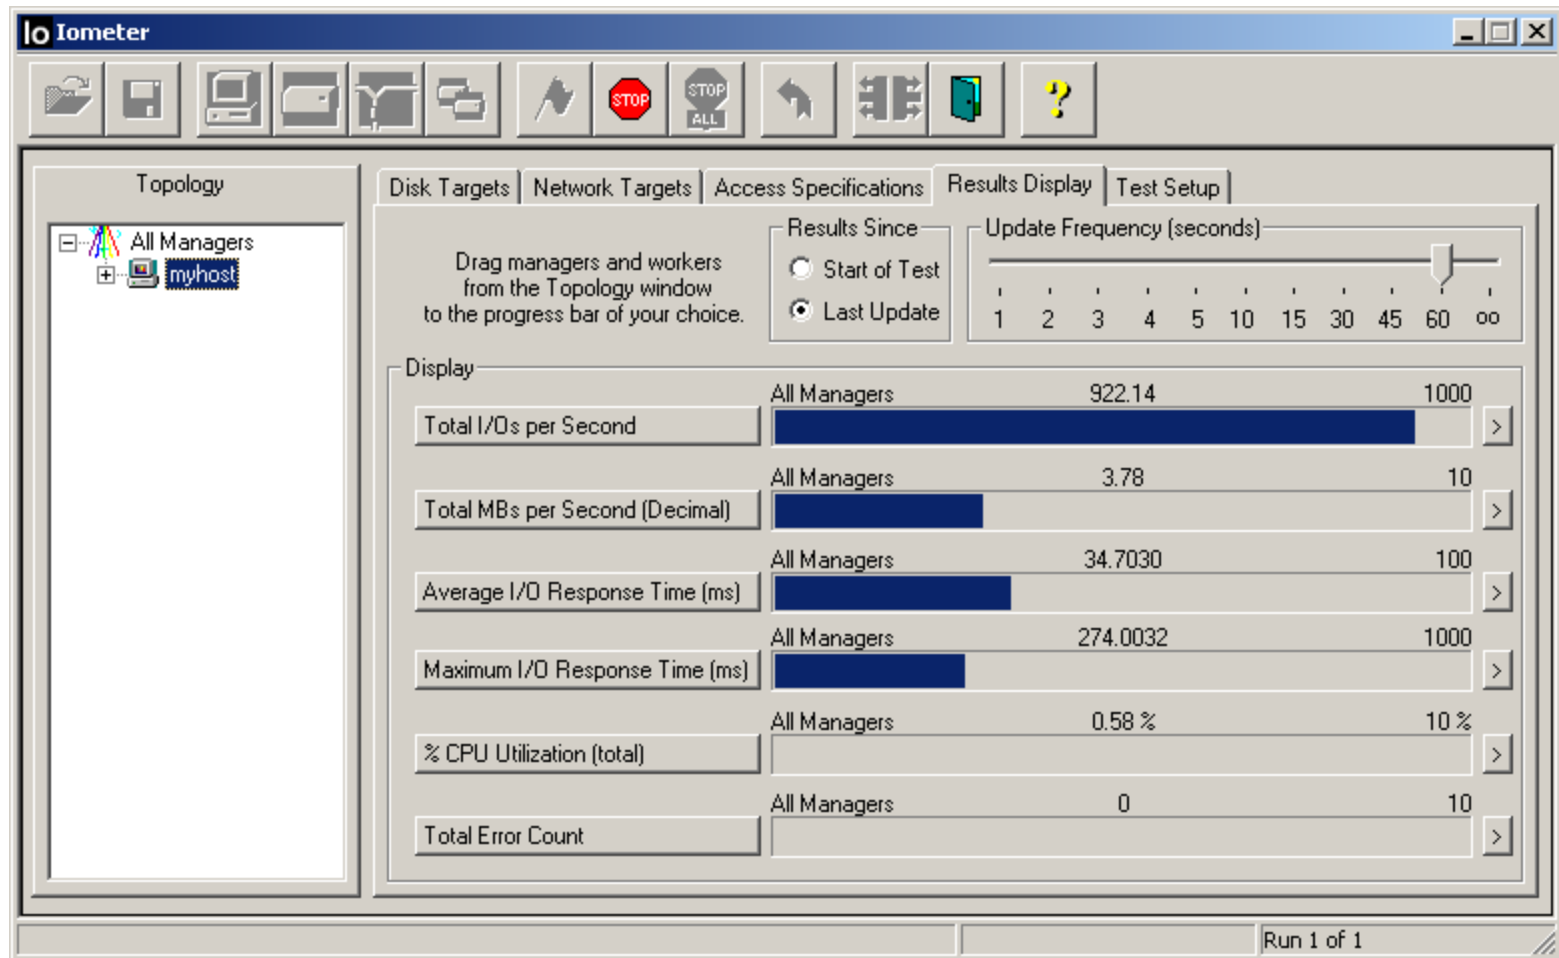 Io Iometer
STOP
STOP
ALL
?
Topology
All Managers
myhost
Disk Targets
Network Targets
Access Specifications
Results Display
Test Setup
Drag managers and workers
from the Topology window
to the progress bar of your choice.
Results Since
Start of Test
Last Update
Update Frequency (seconds)
1 2 3 4 5 10 15 30 45 60 oo
Display
All Managers 922.14 1000
Total I/Os per Second >
All Managers 3.78 10
Total MBs per Second (Decimal) >
All Managers 34.7030 100
Average I/O Response Time (ms) >
All Managers 274.0032 1000
Maximum I/O Response Time (ms) >
All Managers 0.58 % 10 %
% CPU Utilization (total) >
All Managers 0 10
Total Error Count >
Run 1 of 1